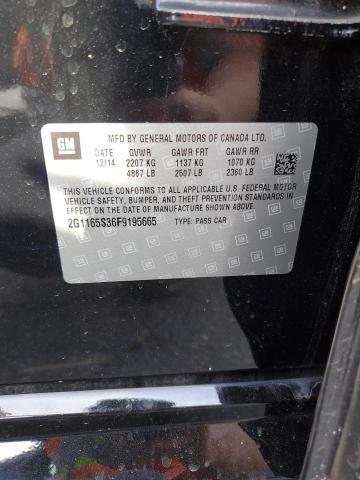 GM
MFD BY GENERAL MOTORS OF CANADA LTD.
DATE GVWR GAWR FRT GAWR RR
12/14 2207 KG 1137 KG 1070 KG
4867 LB 2507 LB 2360 LB
THIS VEHICLE CONFORMS TO ALL APPLICABLE U.S. FEDERAL MOTOR
VEHICLE SAFETY, BUMPER, AND THEFT PREVENTION STANDARDS IN
EFFECT ON THE DATE OF MANUFACTURE SHOWN ABOVE.
2G1165S36F9195665 TYPE: PASS CAR